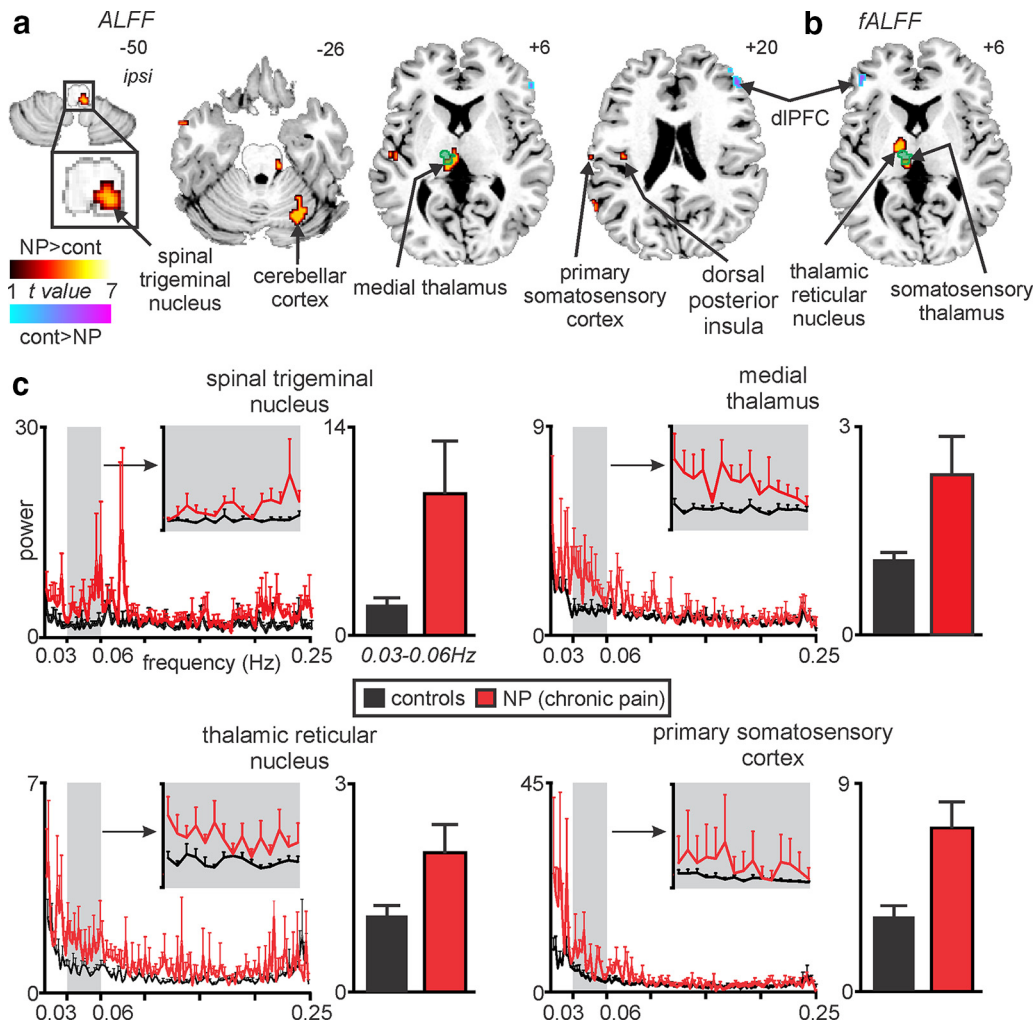 a
ALFF
-50
ipsi
-26
+6
+20
b
fALFF
+6
dlPFC
NP>cont
1 t value 7
cont>NP
spinal
trigeminal
nucleus
cerebellar
cortex
medial thalamus
primary
somatosensory
cortex
dorsal
posterior
insula
thalamic
reticular
nucleus
somatosensory
thalamus
c
spinal trigeminal
nucleus
30
power
0
0.03
0.06
frequency (Hz)
0.25
14
0
0.03-0.06Hz
medial
thalamus
9
0
0.03
0.06
0.25
3
0
controls
NP (chronic pain)
thalamic reticular
nucleus
7
0
0.03
0.06
0.25
3
0
primary somatosensory
cortex
45
0
0.03
0.06
0.25
9
0